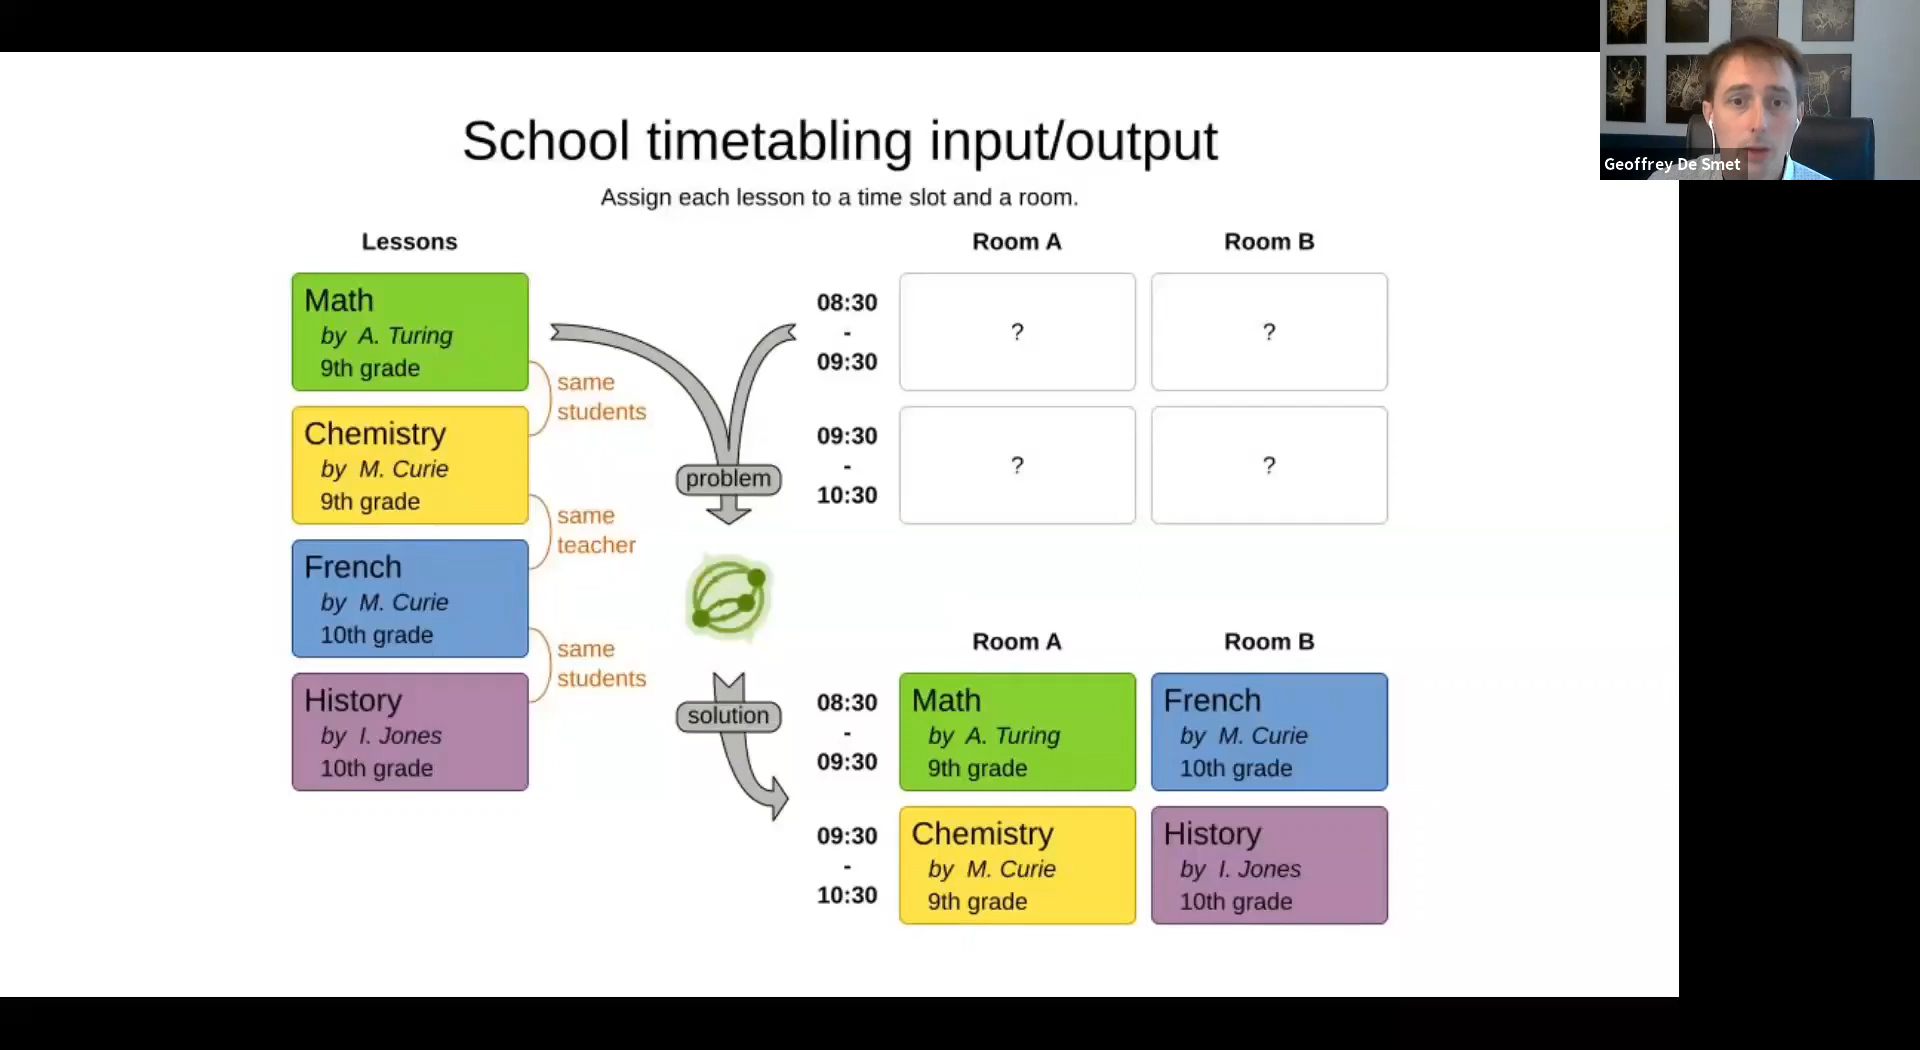 School timetabling input/output
Assign each lesson to a time slot and a room.
Geoffrey De Smet
Lessons
Math
by A. Turing
9th grade
same
students
Chemistry
by M. Curie
9th grade
same
teacher
French
by M. Curie
10th grade
same
students
History
by I. Jones
10th grade
problem
solution
Room A
Room B
08:30
-
09:30
?
?
09:30
-
10:30
?
?
Room A
Room B
08:30
-
09:30
Math
by A. Turing
9th grade
French
by M. Curie
10th grade
09:30
-
10:30
Chemistry
by M. Curie
9th grade
History
by I. Jones
10th grade